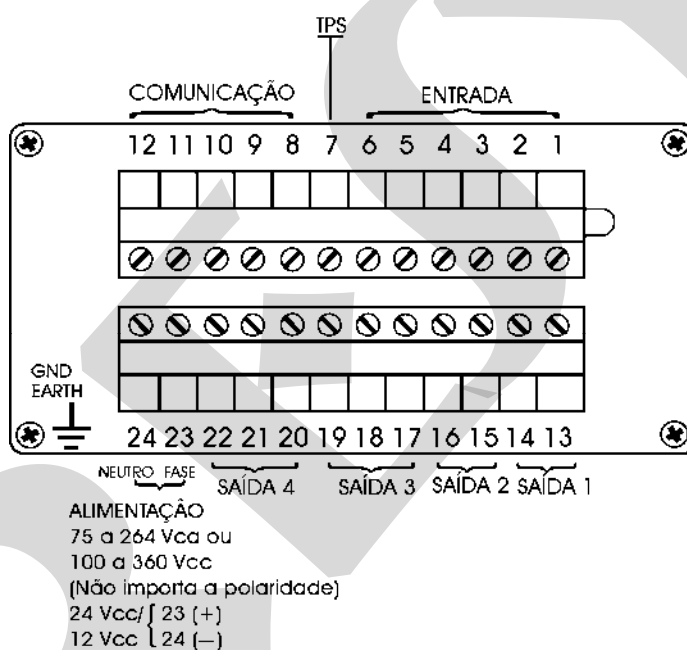 TPS
COMUNICAÇÃO ENTRADA
12 11 10 9 8 7 6 5 4 3 2 1
GND
EARTH
24 23 22 21 20 19 18 17 16 15 14 13
NEUTRO FASE SAÍDA 4 SAÍDA 3 SAÍDA 2 SAÍDA 1
ALIMENTAÇÃO
75 a 264 Vca ou
100 a 360 Vcc
(Não importa a polaridade)
24 Vcc/ { 23 (+)
12 Vcc { 24 (—)